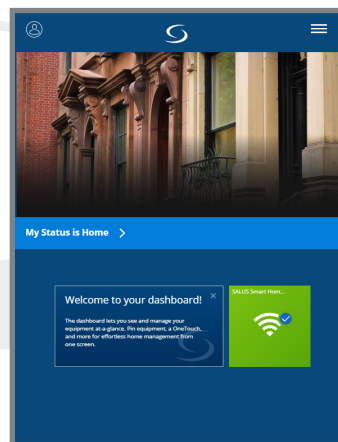 My Status is Home
Welcome to your dashboard!
The dashboard lets you see and manage your
equipment at-a-glance. Pin equipment, a OneTouch,
and more for effortless home management from
one screen.
SALUS Smart Hom...